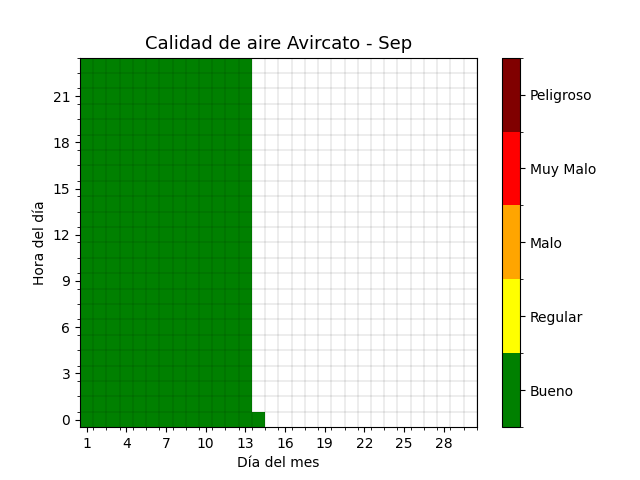 Calidad de aire Avircato - Sep
Hora del día
21
18
15
12
9
6
3
0
1 4 7 10 13 16 19 22 25 28
Día del mes
Peligroso
Muy Malo
Malo
Regular
Bueno